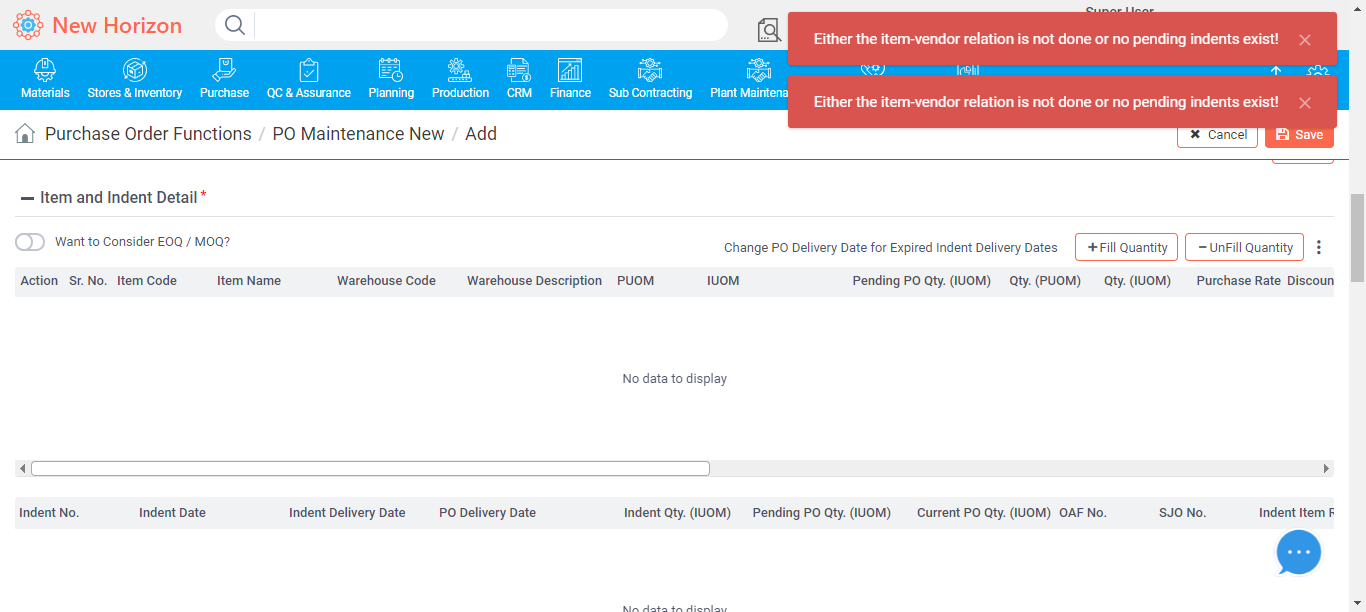 Super User
New Horizon
Either the item-vendor relation is not done or no pending indents exist!
Either the item-vendor relation is not done or no pending indents exist!
Materials
Stores & Inventory
Purchase
QC & Assurance
Planning
Production
CRM
Finance
Sub Contracting
Plant Maintena
Purchase Order Functions / PO Maintenance New / Add
Cancel
Save
Item and Indent Detail *
Want to Consider EOQ / MOQ?
Change PO Delivery Date for Expired Indent Delivery Dates
Fill Quantity
UnFill Quantity
Action Sr. No. Item Code Item Name Warehouse Code Warehouse Description PUOM IUOM Pending PO Qty. (IUOM) Qty. (PUOM) Qty. (IUOM) Purchase Rate Discoun
No data to display
Indent No. Indent Date Indent Delivery Date PO Delivery Date Indent Qty. (IUOM) Pending PO Qty. (IUOM) Current PO Qty. (IUOM) OAF No. SJO No. Indent Item R
No data to display